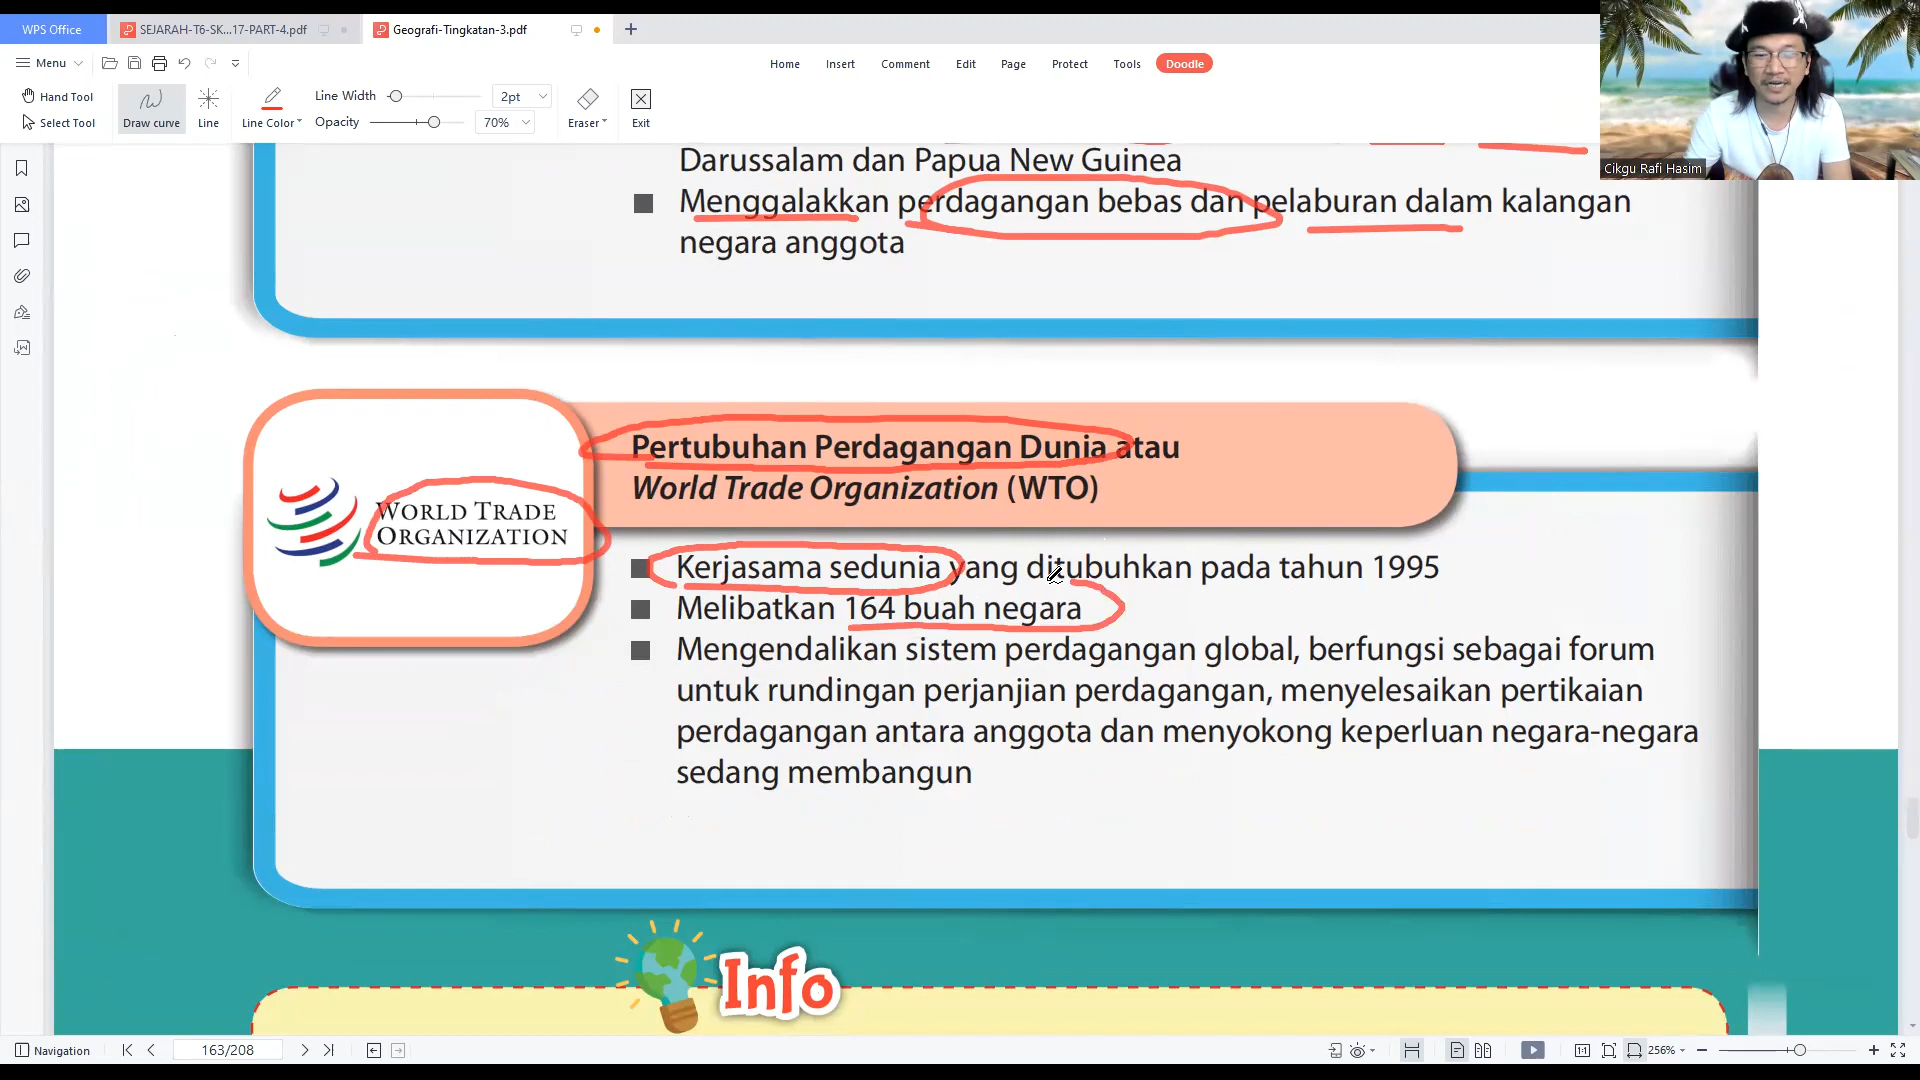 WPS Office
SEJARAH-T6-SK...17-PART-4.pdf
Geografi-Tingkatan-3.pdf
Menu
Home
Insert
Comment
Edit
Page
Protect
Tools
Doodle
Hand Tool
Select Tool
Draw curve
Line
Line Color
Line Width
2pt
Opacity
70%
Eraser
Exit
Cikgu Rafi Hasim
Darussalam dan Papua New Guinea
Menggalakkan perdagangan bebas dan pelaburan dalam kalangan
negara anggota
WORLD TRADE
ORGANIZATION
Pertubuhan Perdagangan Dunia atau
World Trade Organization (WTO)
Kerjasama sedunia yang ditubuhkan pada tahun 1995
Melibatkan 164 buah negara
Mengendalikan sistem perdagangan global, berfungsi sebagai forum
untuk rundingan perjanjian perdagangan, menyelesaikan pertikaian
perdagangan antara anggota dan menyokong keperluan negara-negara
sedang membangun
Info
Navigation
163/208
256%